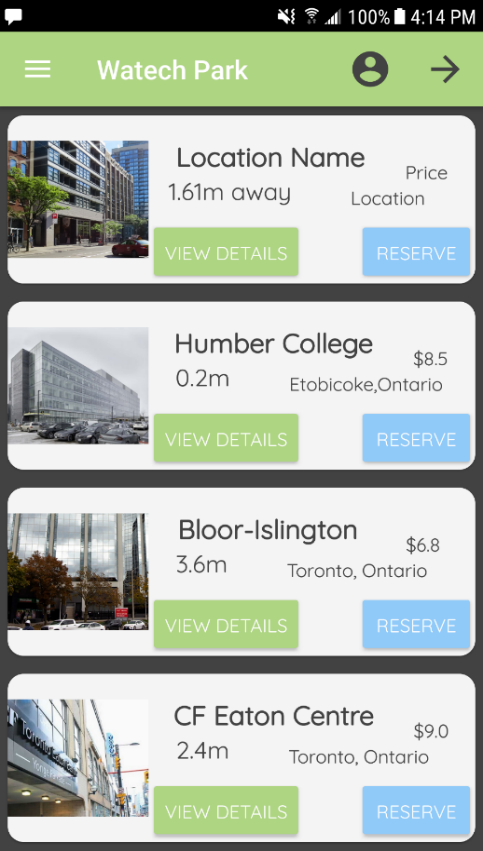 100% 4:14 PM
Watech Park
Location Name
1.61m away
Price
Location
VIEW DETAILS
RESERVE
Humber College
0.2m
$8.5
Etobicoke,Ontario
VIEW DETAILS
RESERVE
Bloor-Islington
3.6m
$6.8
Toronto, Ontario
VIEW DETAILS
RESERVE
CF Eaton Centre
2.4m
$9.0
Toronto, Ontario
VIEW DETAILS
RESERVE